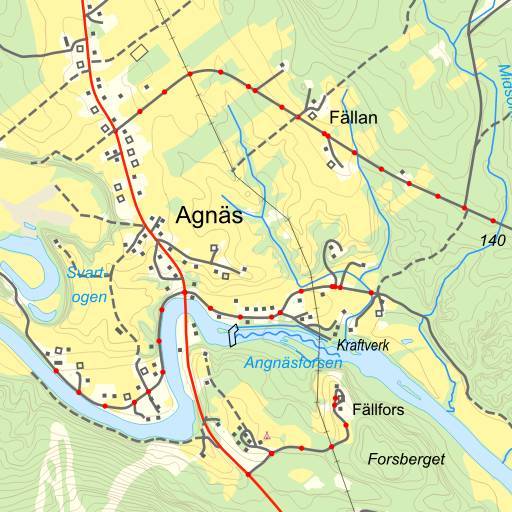 Fällan
Agnäs
140
Svart
ogen
Kraftverk
Angnäsforsen
Fällfors
Forsberget